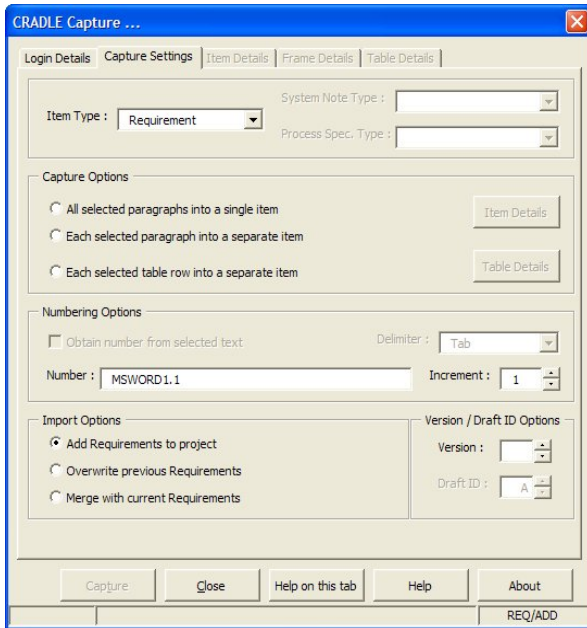 CRADLE Capture ...
Login Details Capture Settings Item Details Frame Details Table Details
System Note Type :
Item Type : Requirement
Process Spec. Type :
Capture Options
All selected paragraphs into a single item
Item Details
Each selected paragraph into a separate item
Each selected table row into a separate item
Table Details
Numbering Options
Obtain number from selected text Delimiter : Tab
Number : MSWORD1.1 Increment : 1
Import Options Version / Draft ID Options
Add Requirements to project Version :
Overwrite previous Requirements
Draft ID : A
Merge with current Requirements
Capture Close Help on this tab Help About
REQ/ADD